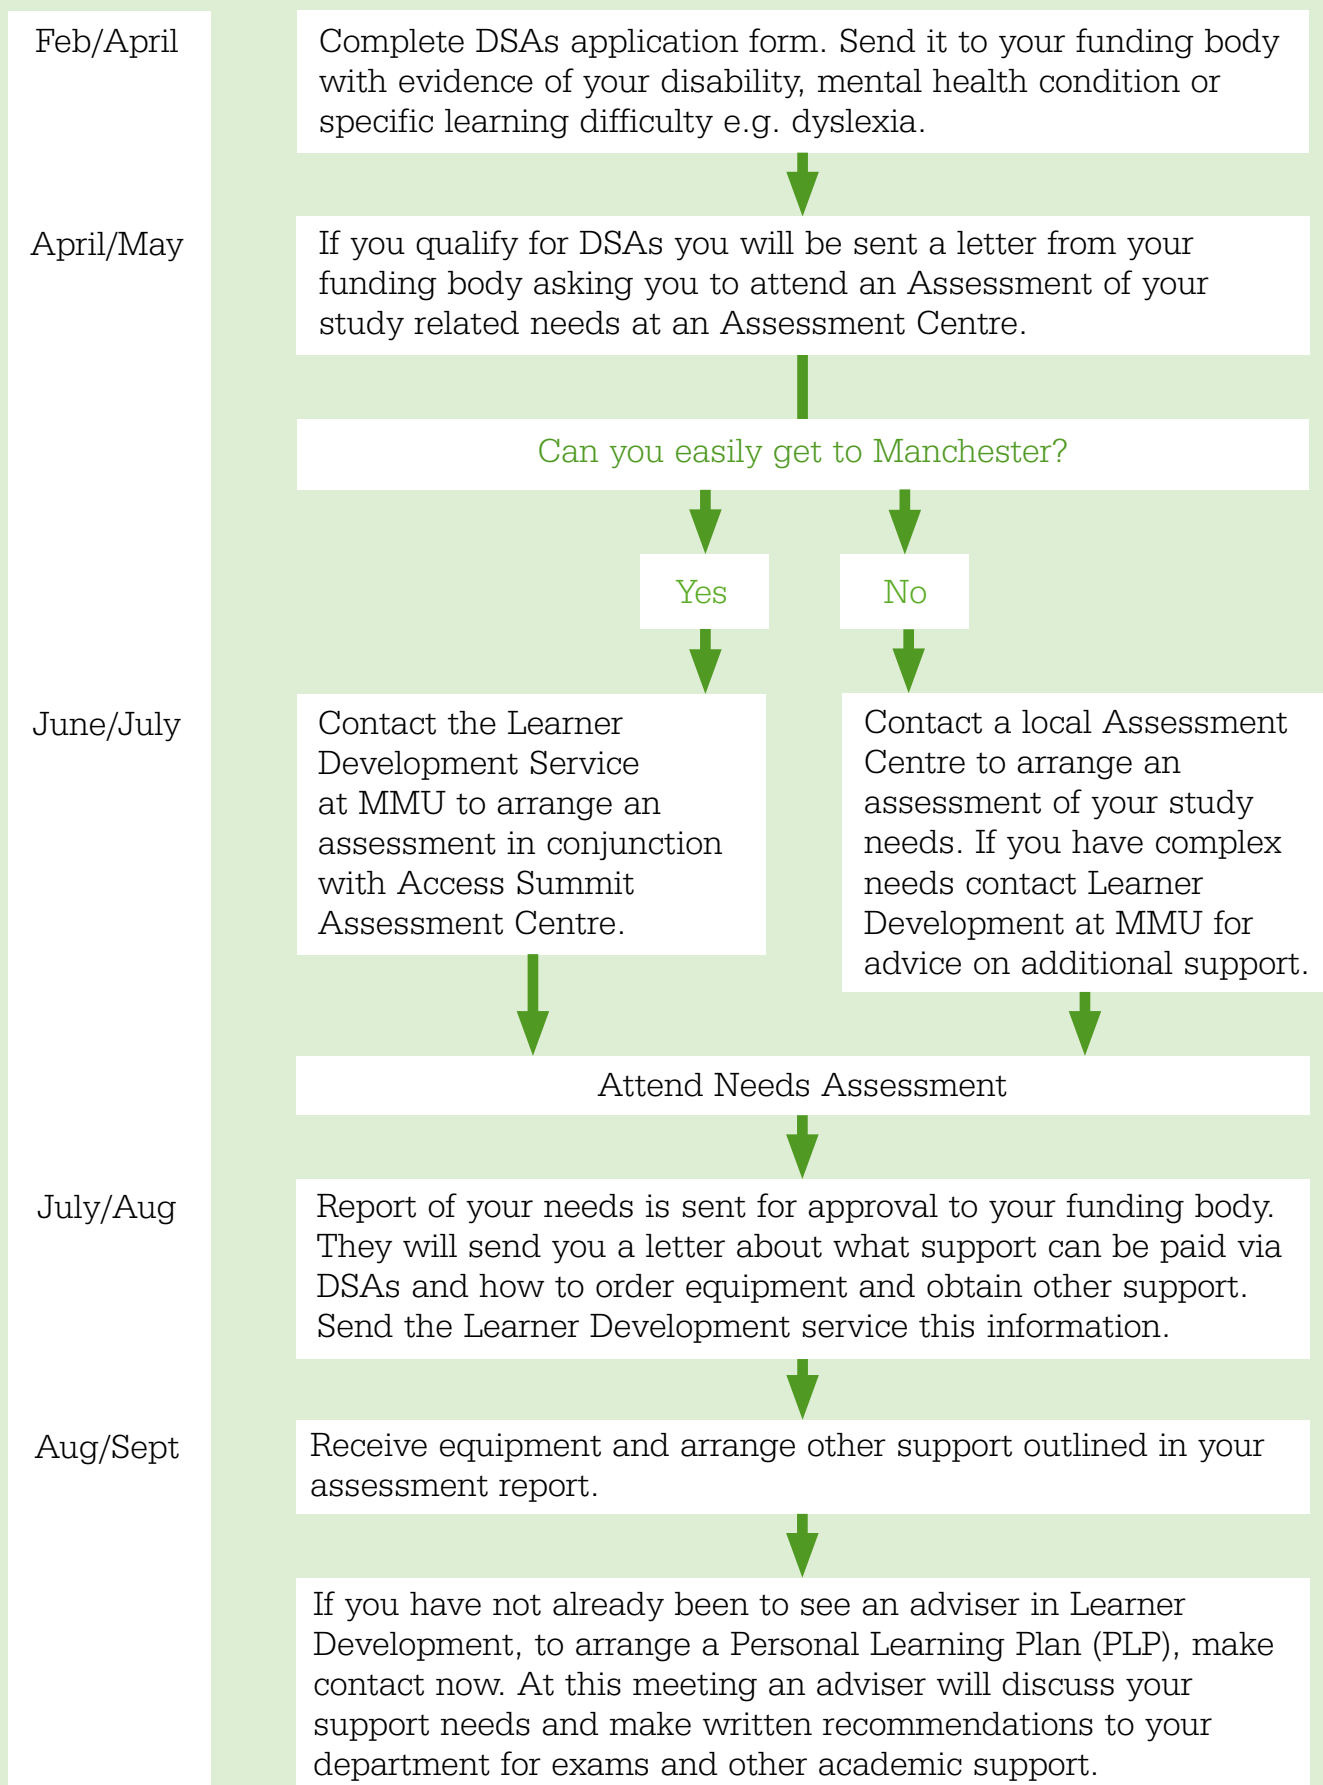 Feb/April
Complete DSAs application form. Send it to your funding body
with evidence of your disability, mental health condition or
specific learning difficulty e.g. dyslexia.
April/May
If you qualify for DSAs you will be sent a letter from your
funding body asking you to attend an Assessment of your
study related needs at an Assessment Centre.
Can you easily get to Manchester?
Yes
No
June/July
Contact the Learner
Development Service
at MMU to arrange an
assessment in conjunction
with Access Summit
Assessment Centre.
Contact a local Assessment
Centre to arrange an
assessment of your study
needs. If you have complex
needs contact Learner
Development at MMU for
advice on additional support.
Attend Needs Assessment
July/Aug
Report of your needs is sent for approval to your funding body.
They will send you a letter about what support can be paid via
DSAs and how to order equipment and obtain other support.
Send the Learner Development service this information.
Aug/Sept
Receive equipment and arrange other support outlined in your
assessment report.
If you have not already been to see an adviser in Learner
Development, to arrange a Personal Learning Plan (PLP), make
contact now. At this meeting an adviser will discuss your
support needs and make written recommendations to your
department for exams and other academic support.